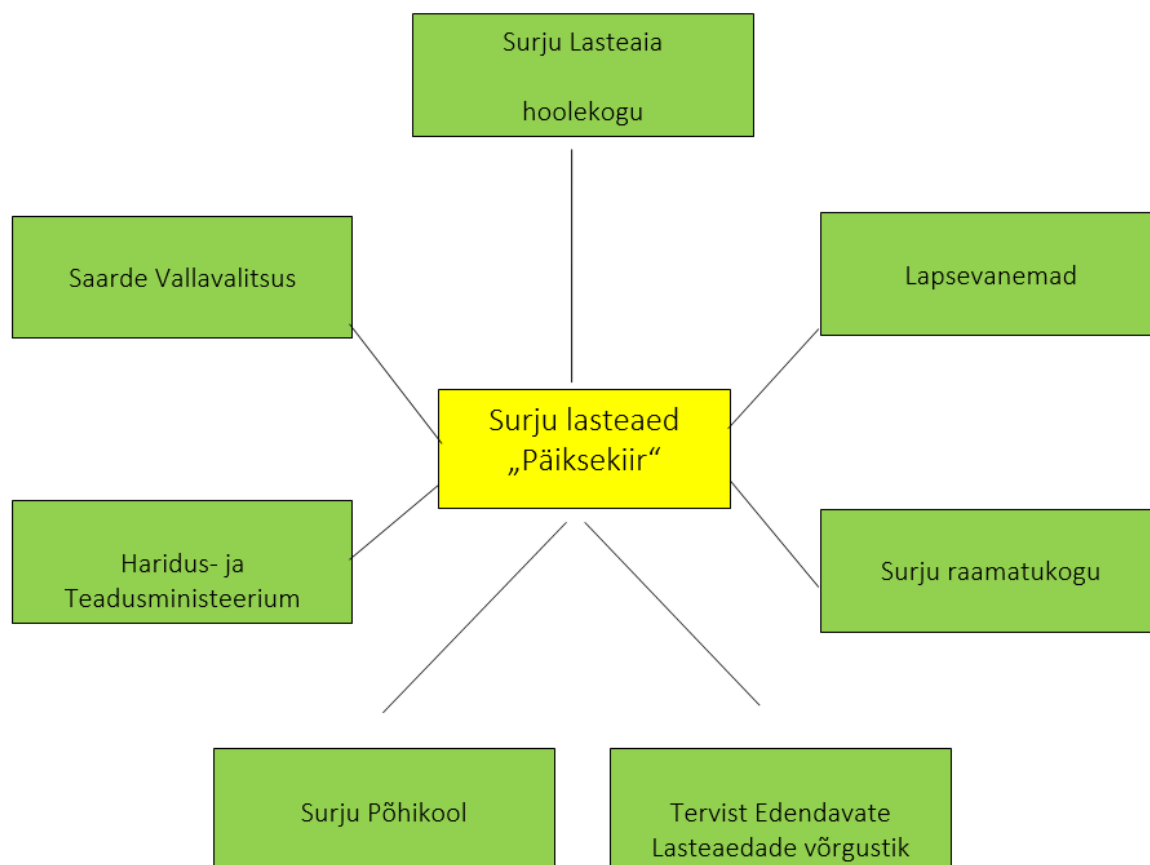 Surju Lasteaia
hoolekogu
Saarde Vallavalitsus
Lapsevanemad
Surju lasteaed
„Päiksekiir“
Haridus- ja
Teadusministeerium
Surju raamatukogu
Surju Põhikool
Tervist Edendavate
Lasteaedade võrgustik